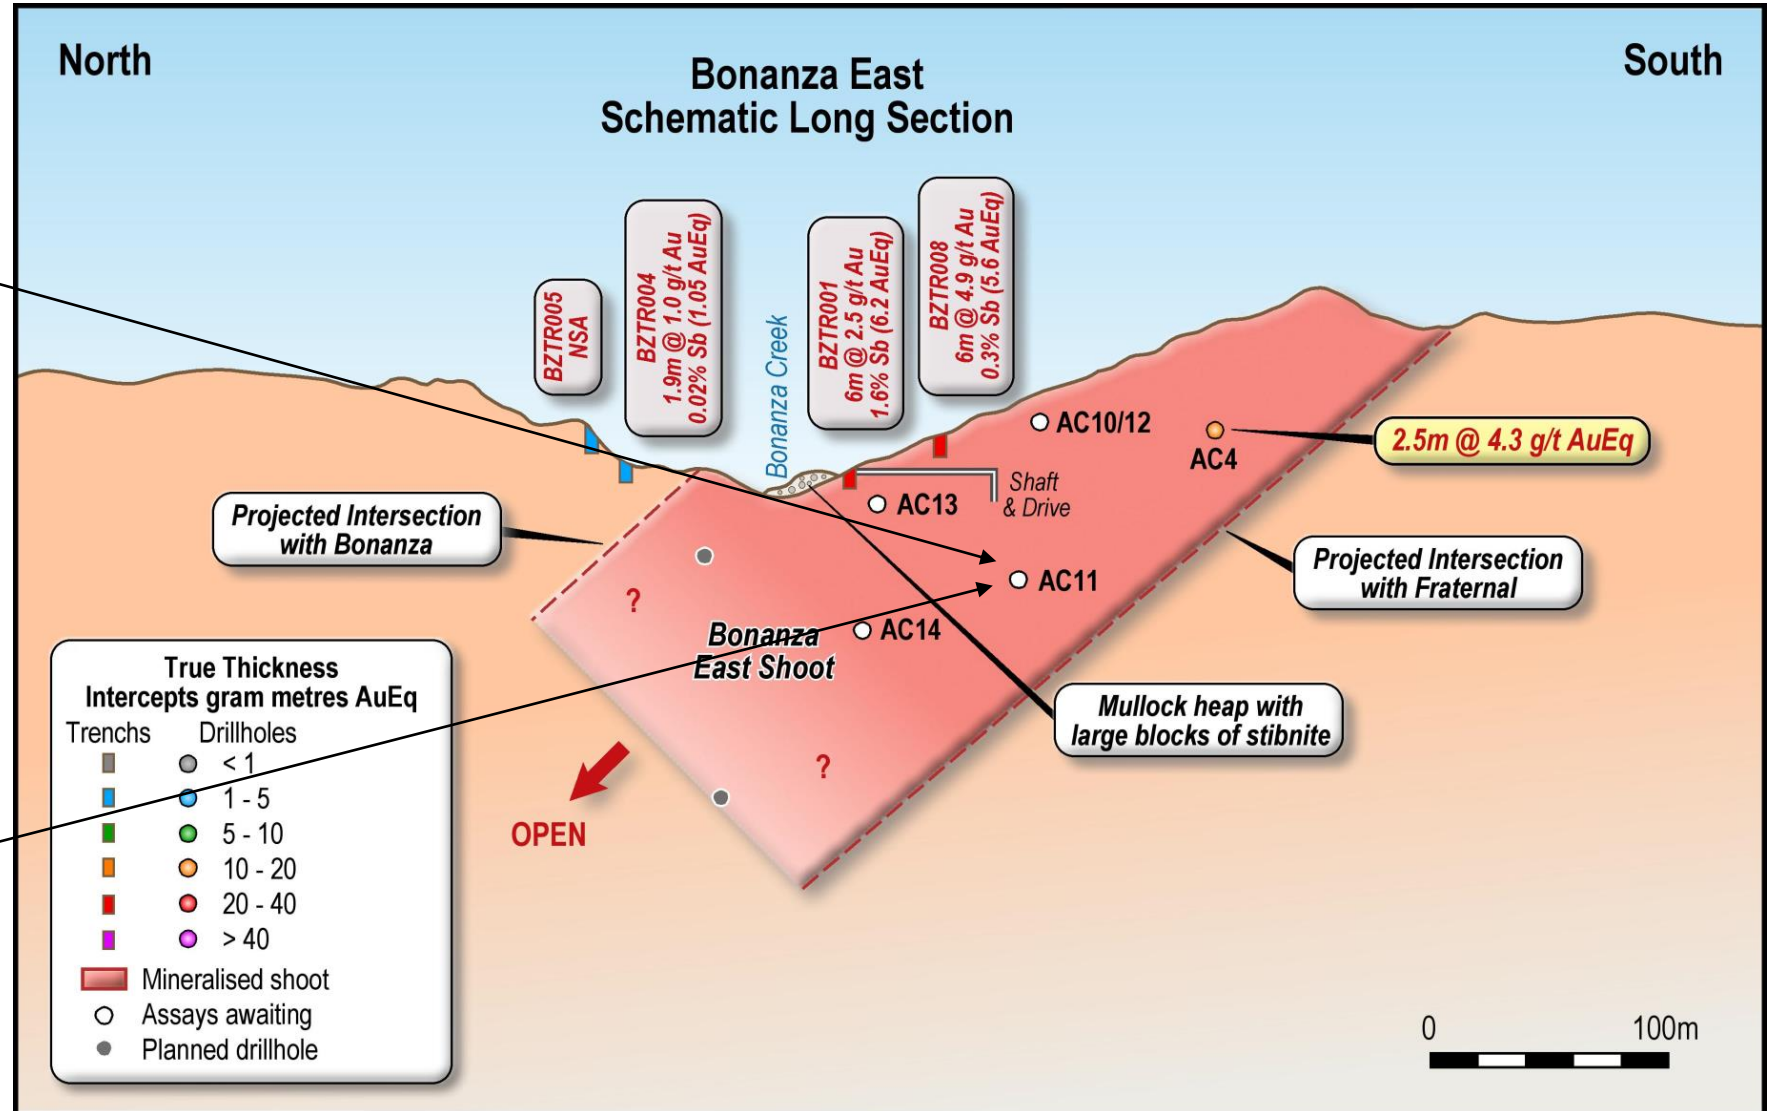 North
South
Bonanza East
Schematic Long Section
BZTR005
NSA
BZTR004
1.9m @ 1.0 g/t Au
0.02% Sb (1.05 AuEq)
Bonanza Creek
BZTR001
6m @ 2.5 g/t Au
1.6% Sb (6.2 AuEq)
BZTR008
6m @ 4.9 g/t Au
0.3% Sb (5.6 AuEq)
AC10/12
AC4
2.5m @ 4.3 g/t AuEq
Shaft
& Drive
AC13
Projected Intersection
with Bonanza
Projected Intersection
with Fraternal
AC11
?
AC14
Bonanza
East Shoot
Mullock heap with
large blocks of stibnite
?
OPEN
True Thickness
Intercepts gram metres AuEq
Trenchs Drillholes
< 1
1 - 5
5 - 10
10 - 20
20 - 40
> 40
Mineralised shoot
Assays awaiting
Planned drillhole
0 100m